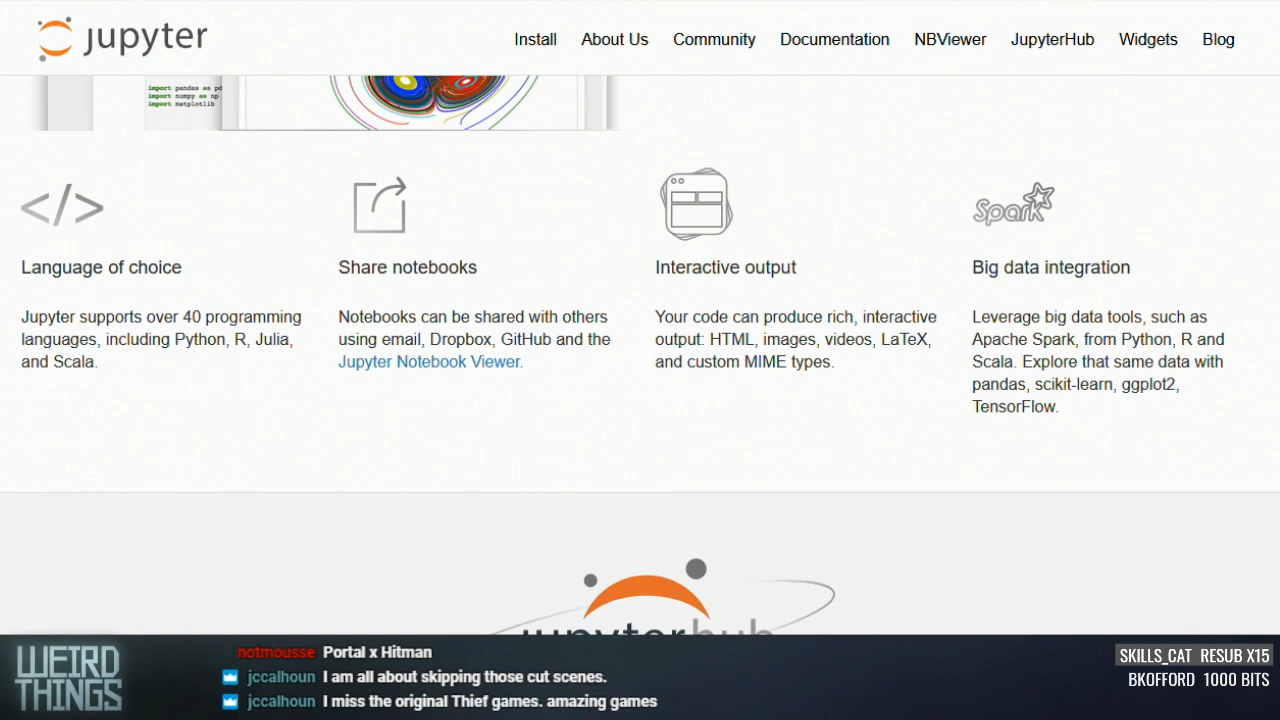 jupyter
Install About Us Community Documentation NBViewer JupyterHub Widgets Blog
import pandas as pd
import numpy as np
import matplotlib
</>
Spark
Language of choice
Jupyter supports over 40 programming
languages, including Python, R, Julia,
and Scala.
Share notebooks
Notebooks can be shared with others
using email, Dropbox, GitHub and the
Jupyter Notebook Viewer.
Interactive output
Your code can produce rich, interactive
output: HTML, images, videos, LaTeX,
and custom MIME types.
Big data integration
Leverage big data tools, such as
Apache Spark, from Python, R and
Scala. Explore that same data with
pandas, scikit-learn, ggplot2,
TensorFlow.
jupyterhub
WEIRD
THINGS
notmousse Portal x Hitman
jccalhoun I am all about skipping those cut scenes.
jccalhoun I miss the original Thief games. amazing games
SKILLS_CAT RESUB X15
BKOFFORD 1000 BITS